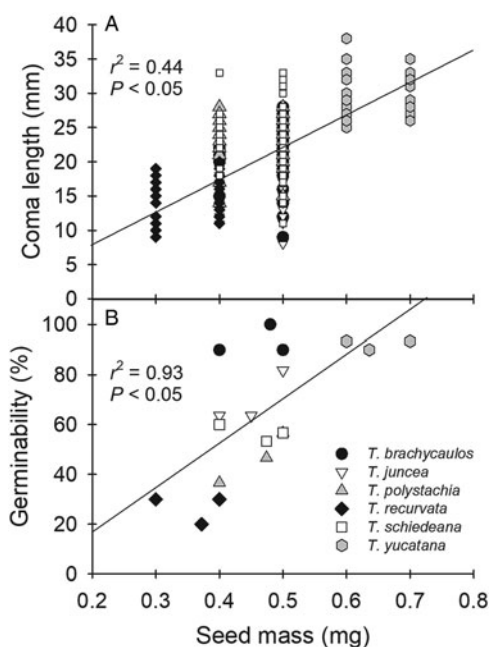 A
r² = 0.44
P < 0.05
Coma length (mm)
40
35
30
25
20
15
10
5
0
B
r² = 0.93
P < 0.05
Germinability (%)
100
80
60
40
20
0
T. brachycaulos
T. juncea
T. polystachia
T. recurvata
T. schiedeana
T. yucatana
0.2 0.3 0.4 0.5 0.6 0.7 0.8
Seed mass (mg)